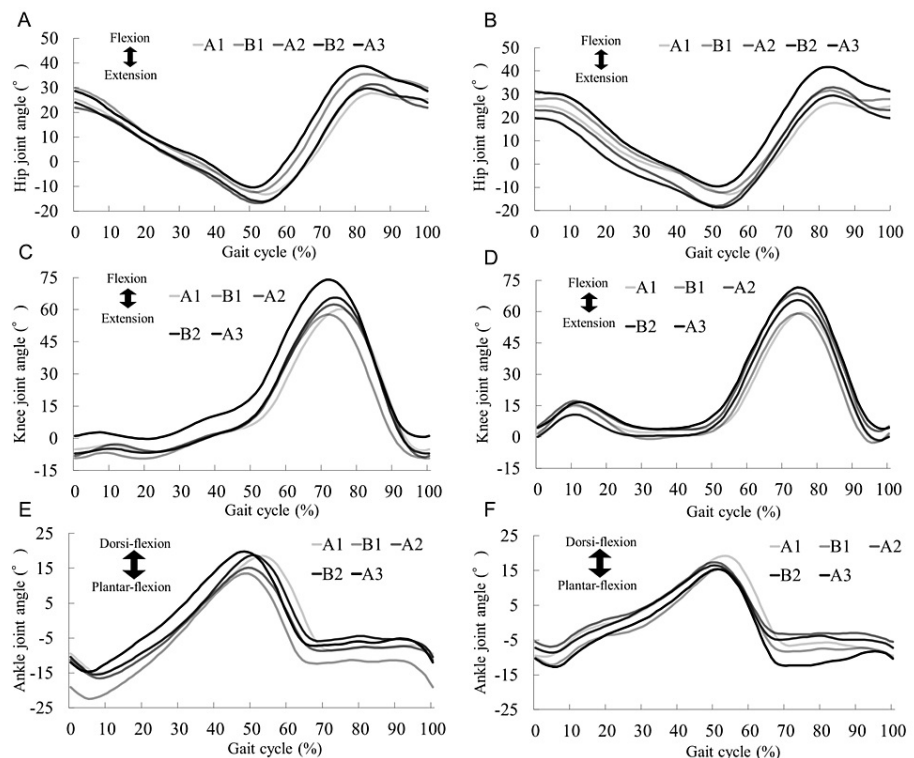 A
Flexion
Extension
A1 B1 A2 B2 A3
Hip joint angle (°)
50
40
30
20
10
0
-10
-20
0 10 20 30 40 50 60 70 80 90 100
Gait cycle (%)
B
Flexion
Extension
A1 B1 A2 B2 A3
Hip joint angle (°)
50
40
30
20
10
0
-10
-20
0 10 20 30 40 50 60 70 80 90 100
Gait cycle (%)
C
Flexion
Extension
A1 B1 A2
B2 A3
Knee joint angle (°)
75
60
45
30
15
0
-15
0 10 20 30 40 50 60 70 80 90 100
Gait cycle (%)
D
Flexion
Extension
A1 B1 A2
B2 A3
Knee joint angle (°)
75
60
45
30
15
0
-15
0 10 20 30 40 50 60 70 80 90 100
Gait cycle (%)
E
Dorsi-flexion
Plantar-flexion
A1 B1 A2
B2 A3
Ankle joint angle (°)
25
15
5
-5
-15
-25
0 10 20 30 40 50 60 70 80 90 100
Gait cycle (%)
F
Dorsi-flexion
Plantar-flexion
A1 B1 A2
B2 A3
Ankle joint angle (°)
25
15
5
-5
-15
-25
0 10 20 30 40 50 60 70 80 90 100
Gait cycle (%)